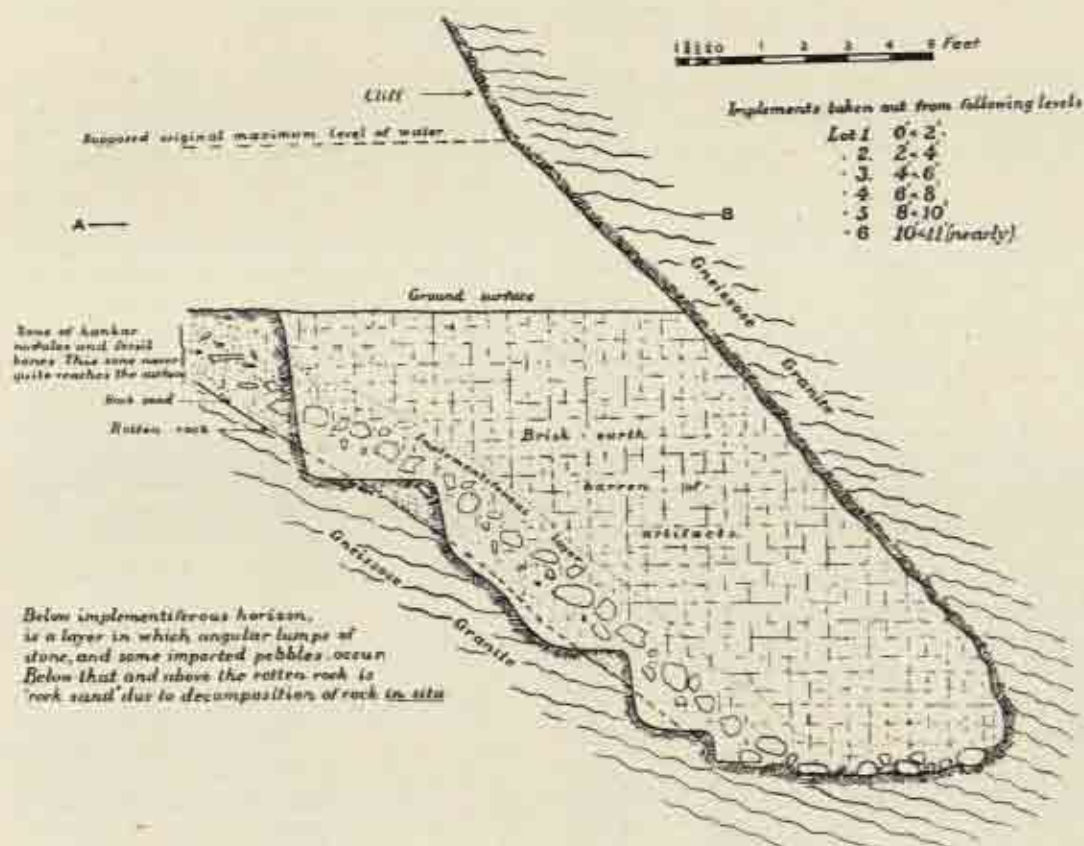 1 2 3 4 5 Feet
Cliff
Supposed original maximum level of water
Implements taken out from following levels
Lot 1 0'-2'
" 2. 2'-4'
" 3. 4'-6'
" 4 6'-8'
" 5 8'-10'
" 6 10'-11' (nearly)
A
B
Gneissose
Granite
Ground surface
Zone of kankar
nodules and fossil
bones. This zone never
quite reaches the surface
Rock sand
Rotten rock
Implementiferous layer
Brick earth
barren of
artifacts
Gneissose
Granite
Below implementiferous horizon,
is a layer in which angular lumps of
stone, and some imported pebbles occur
Below that and above the rotten rock is
'rock sand' due to decomposition of rock in situ